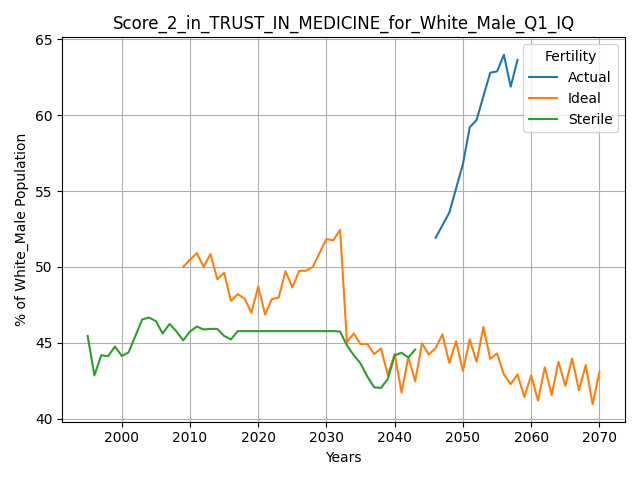 Score_2_in_TRUST_IN_MEDICINE_for_White_Male_Q1_IQ
% of White_Male Population
65
60
55
50
45
40
Fertility
Actual
Ideal
Sterile
2000 2010 2020 2030 2040 2050 2060 2070
Years